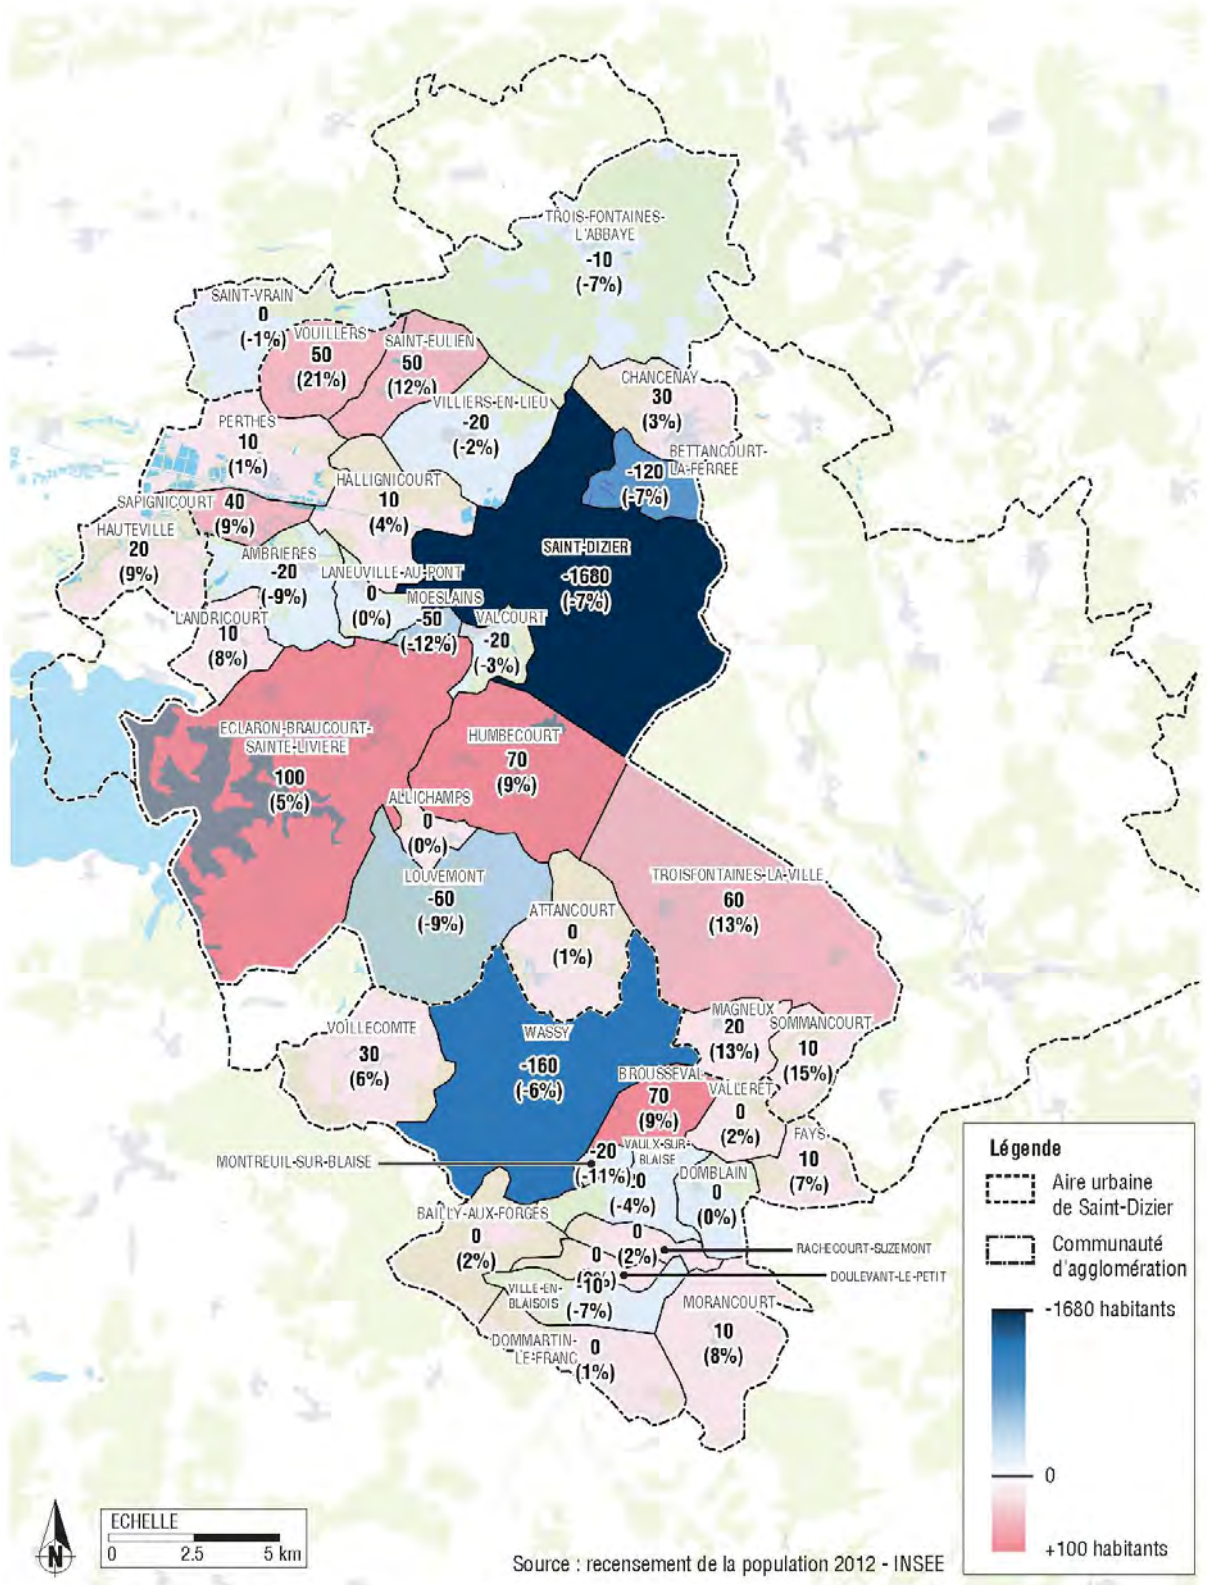 TROIS-FONTAINES-
L'ABBAYE
-10
(-7%)
SAINT-VRAIN
0
(-1%)
VOUILLERS
50
(21%)
SAINT-EULIEN
50
(12%)
VILLIERS-EN-LIEU
-20
(-2%)
CHANCENAY
30
(3%)
PERTHES
10
(1%)
BETTANCOURT-
LA-FERREE
-120
(-7%)
HALLIGNICOURT
10
(4%)
SAPIGNICOURT
40
(9%)
HAUTEVILLE
20
(9%)
AMBRIERES
-20
(-9%)
SAINT-DIZIER
-1680
(-7%)
LANEUVILLE-AU-PONT
0
(0%)
MOESLAINS
-50
(-12%)
VALCOURT
-20
(-3%)
LANDRICOURT
10
(8%)
ECLARON-BRAUCOURT-
SAINTE-LIVIERE
100
(5%)
HUMBECOURT
70
(9%)
ALLICHAMPS
0
(0%)
LOUVEMONT
-60
(-9%)
TROISFONTAINES-LA-VILLE
60
(13%)
ATTANCOURT
0
(1%)
VOILLECOMTE
30
(6%)
WASSY
-160
(-6%)
MAGNEUX
20
(13%)
SOMMANCOURT
10
(15%)
BROUSSEVAL
70
(9%)
VALLERET
0
(2%)
FAYS
10
(7%)
MONTREUIL-SUR-BLAISE
-20
(-11%)
VAULX-SUR-
BLAISE
(-4%)
DOMBLAIN
0
(0%)
BAILLY-AUX-FORGES
0
(2%)
0
(2%)
RACHECOURT-SUZEMONT
0
DOULEVANT-LE-PETIT
VILLE-EN-
BLAISOIS
-10
(-7%)
MORANCOURT
10
(8%)
DOMMARTIN-
LE-FRANC
0
(1%)
Légende
Aire urbaine
de Saint-Dizier
Communauté
d'agglomération
-1680 habitants
0
+100 habitants
N
ECHELLE
0 2.5 5 km
Source : recensement de la population 2012 - INSEE